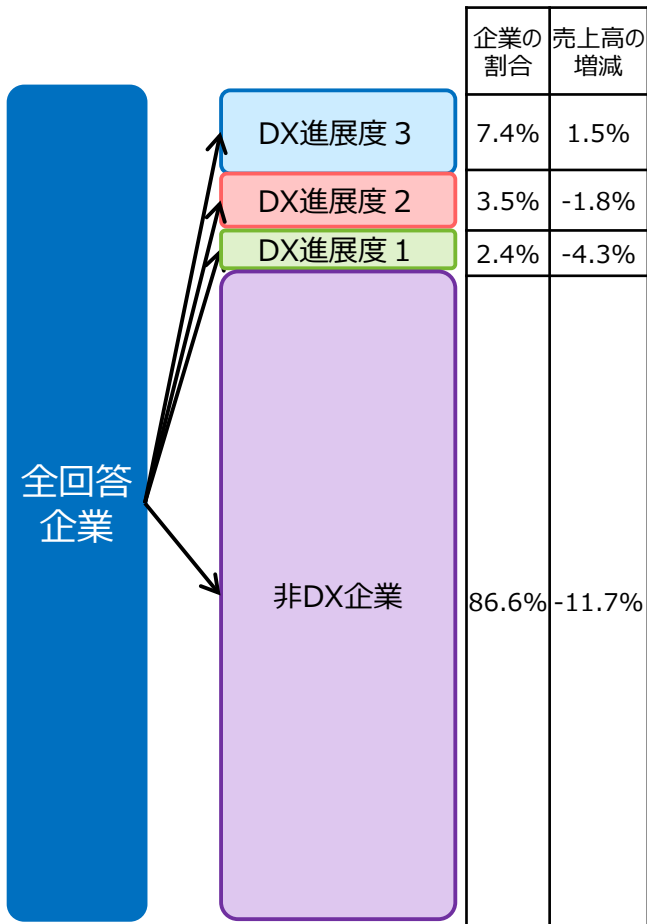 企業の
割合
売上高の
増減
DX進展度３
7.4%
1.5%
DX進展度２
3.5%
-1.8%
DX進展度１
2.4%
-4.3%
全回答
企業
非DX企業
86.6%
-11.7%